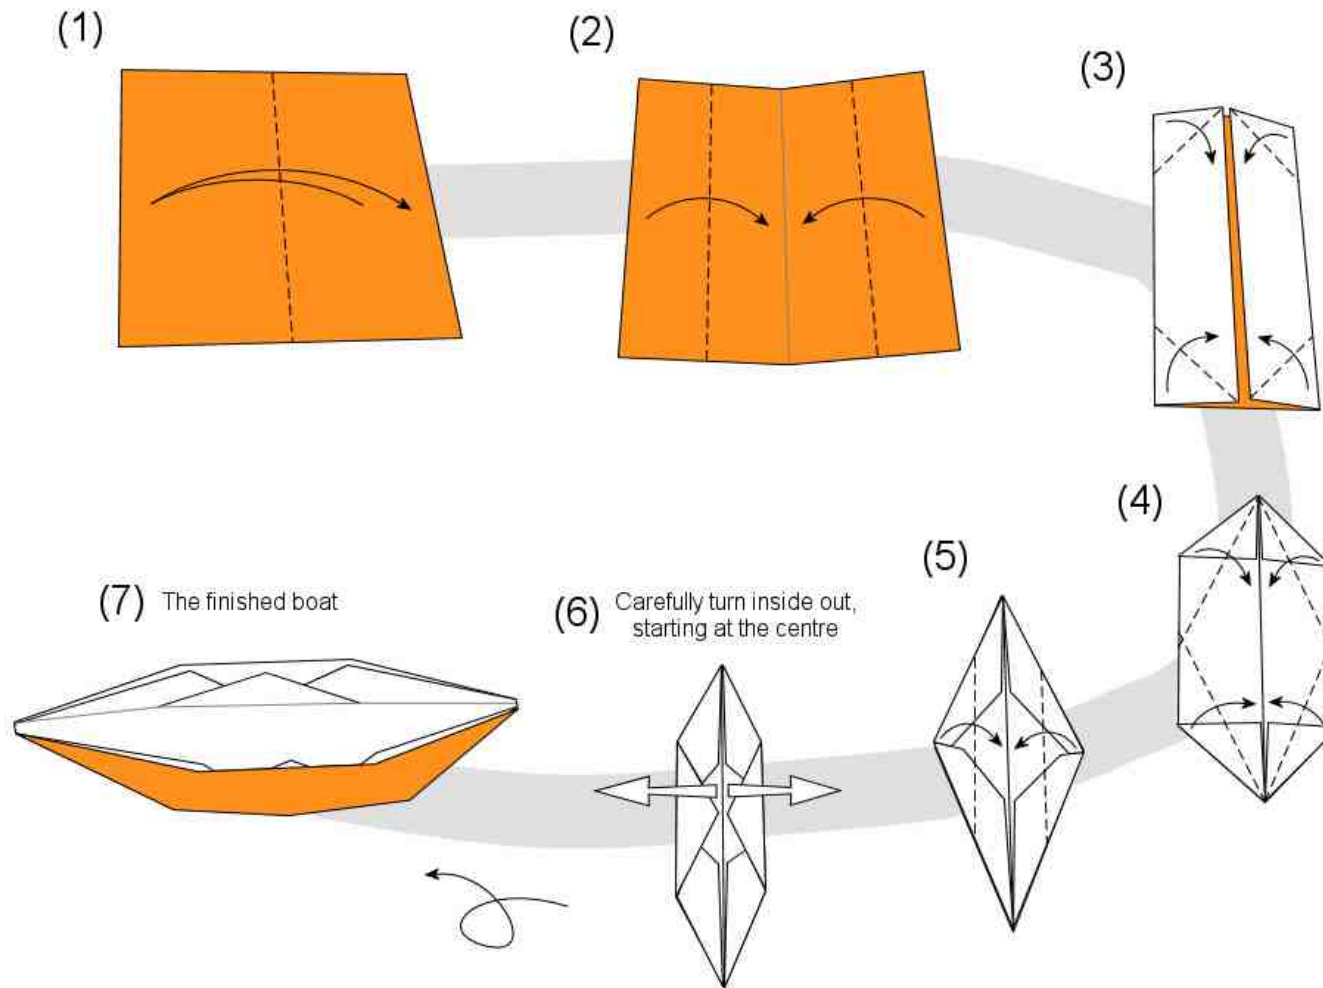 (1)
(2)
(3)
(4)
(5)
(6) Carefully turn inside out,
starting at the centre
(7) The finished boat